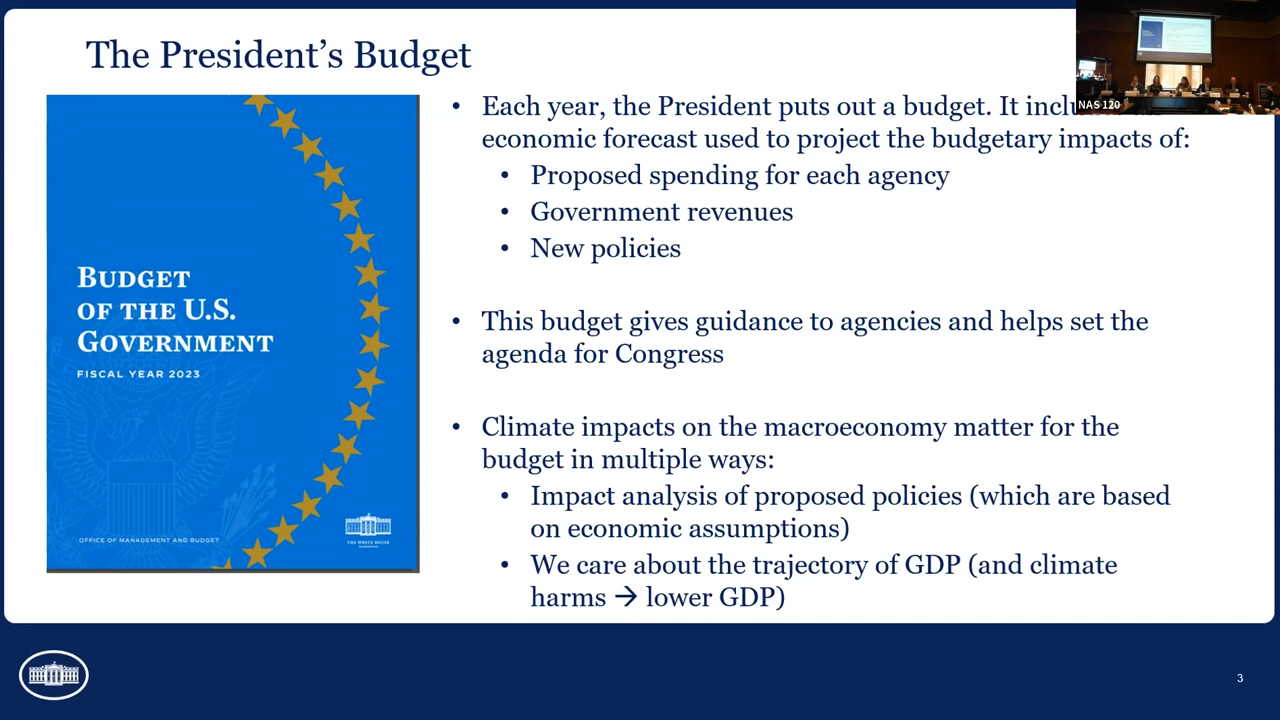 The President's Budget
NAS 120
BUDGET
OF THE U.S.
GOVERNMENT
FISCAL YEAR 2023
OFFICE OF MANAGEMENT AND BUDGET
THE WHITE HOUSE
• Each year, the President puts out a budget. It
economic forecast used to project the budgetary impacts of:
• Proposed spending for each agency
• Government revenues
• New policies
• This budget gives guidance to agencies and helps set the
agenda for Congress
• Climate impacts on the macroeconomy matter for the
budget in multiple ways:
• Impact analysis of proposed policies (which are based
on economic assumptions)
• We care about the trajectory of GDP (and climate
harms → lower GDP)
3